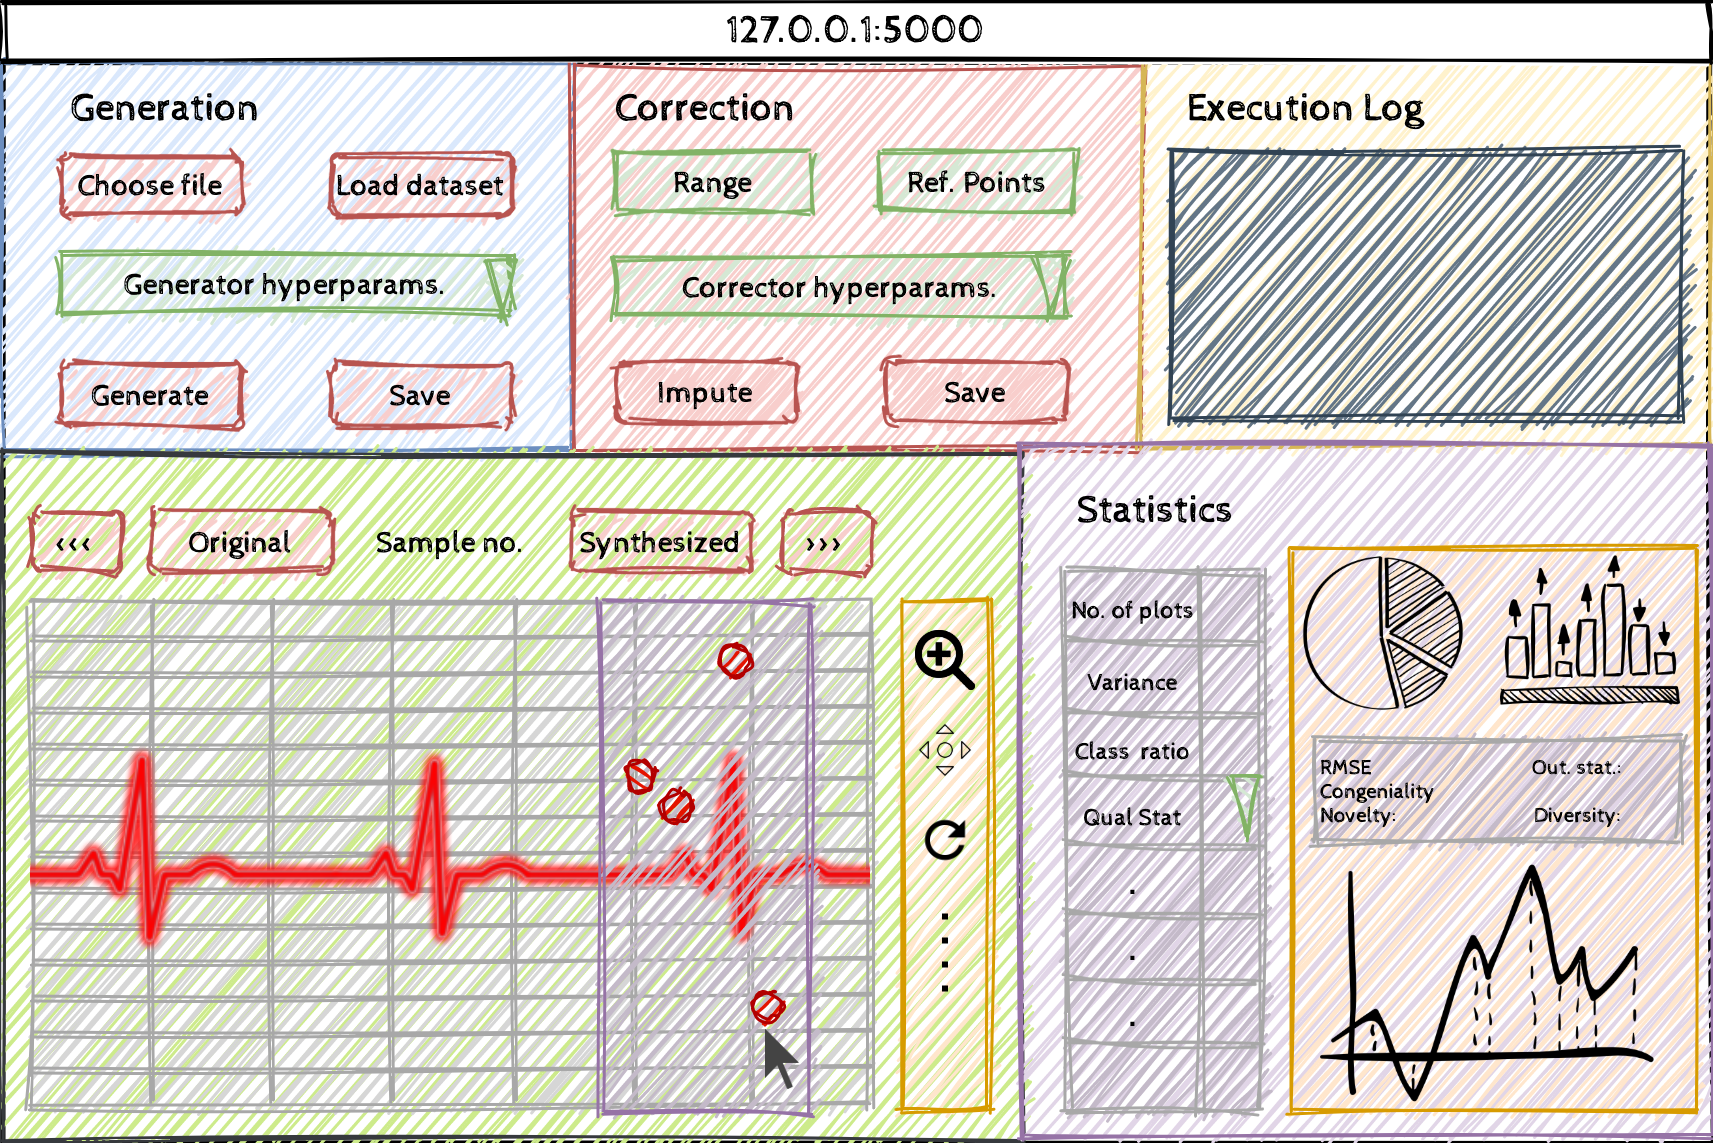 127.0.0.1:5000
Generation
Choose file
Load dataset
Generator hyperparams.
Generate
Save
Correction
Range
Ref. Points
Corrector hyperparams.
Impute
Save
Execution Log
‹‹‹
Original
Sample no.
Synthesized
›››
Statistics
No. of plots
Variance
Class ratio
Qual Stat
.
.
.
RMSE
Out. stat.:
Congeniality
Novelty:
Diversity: